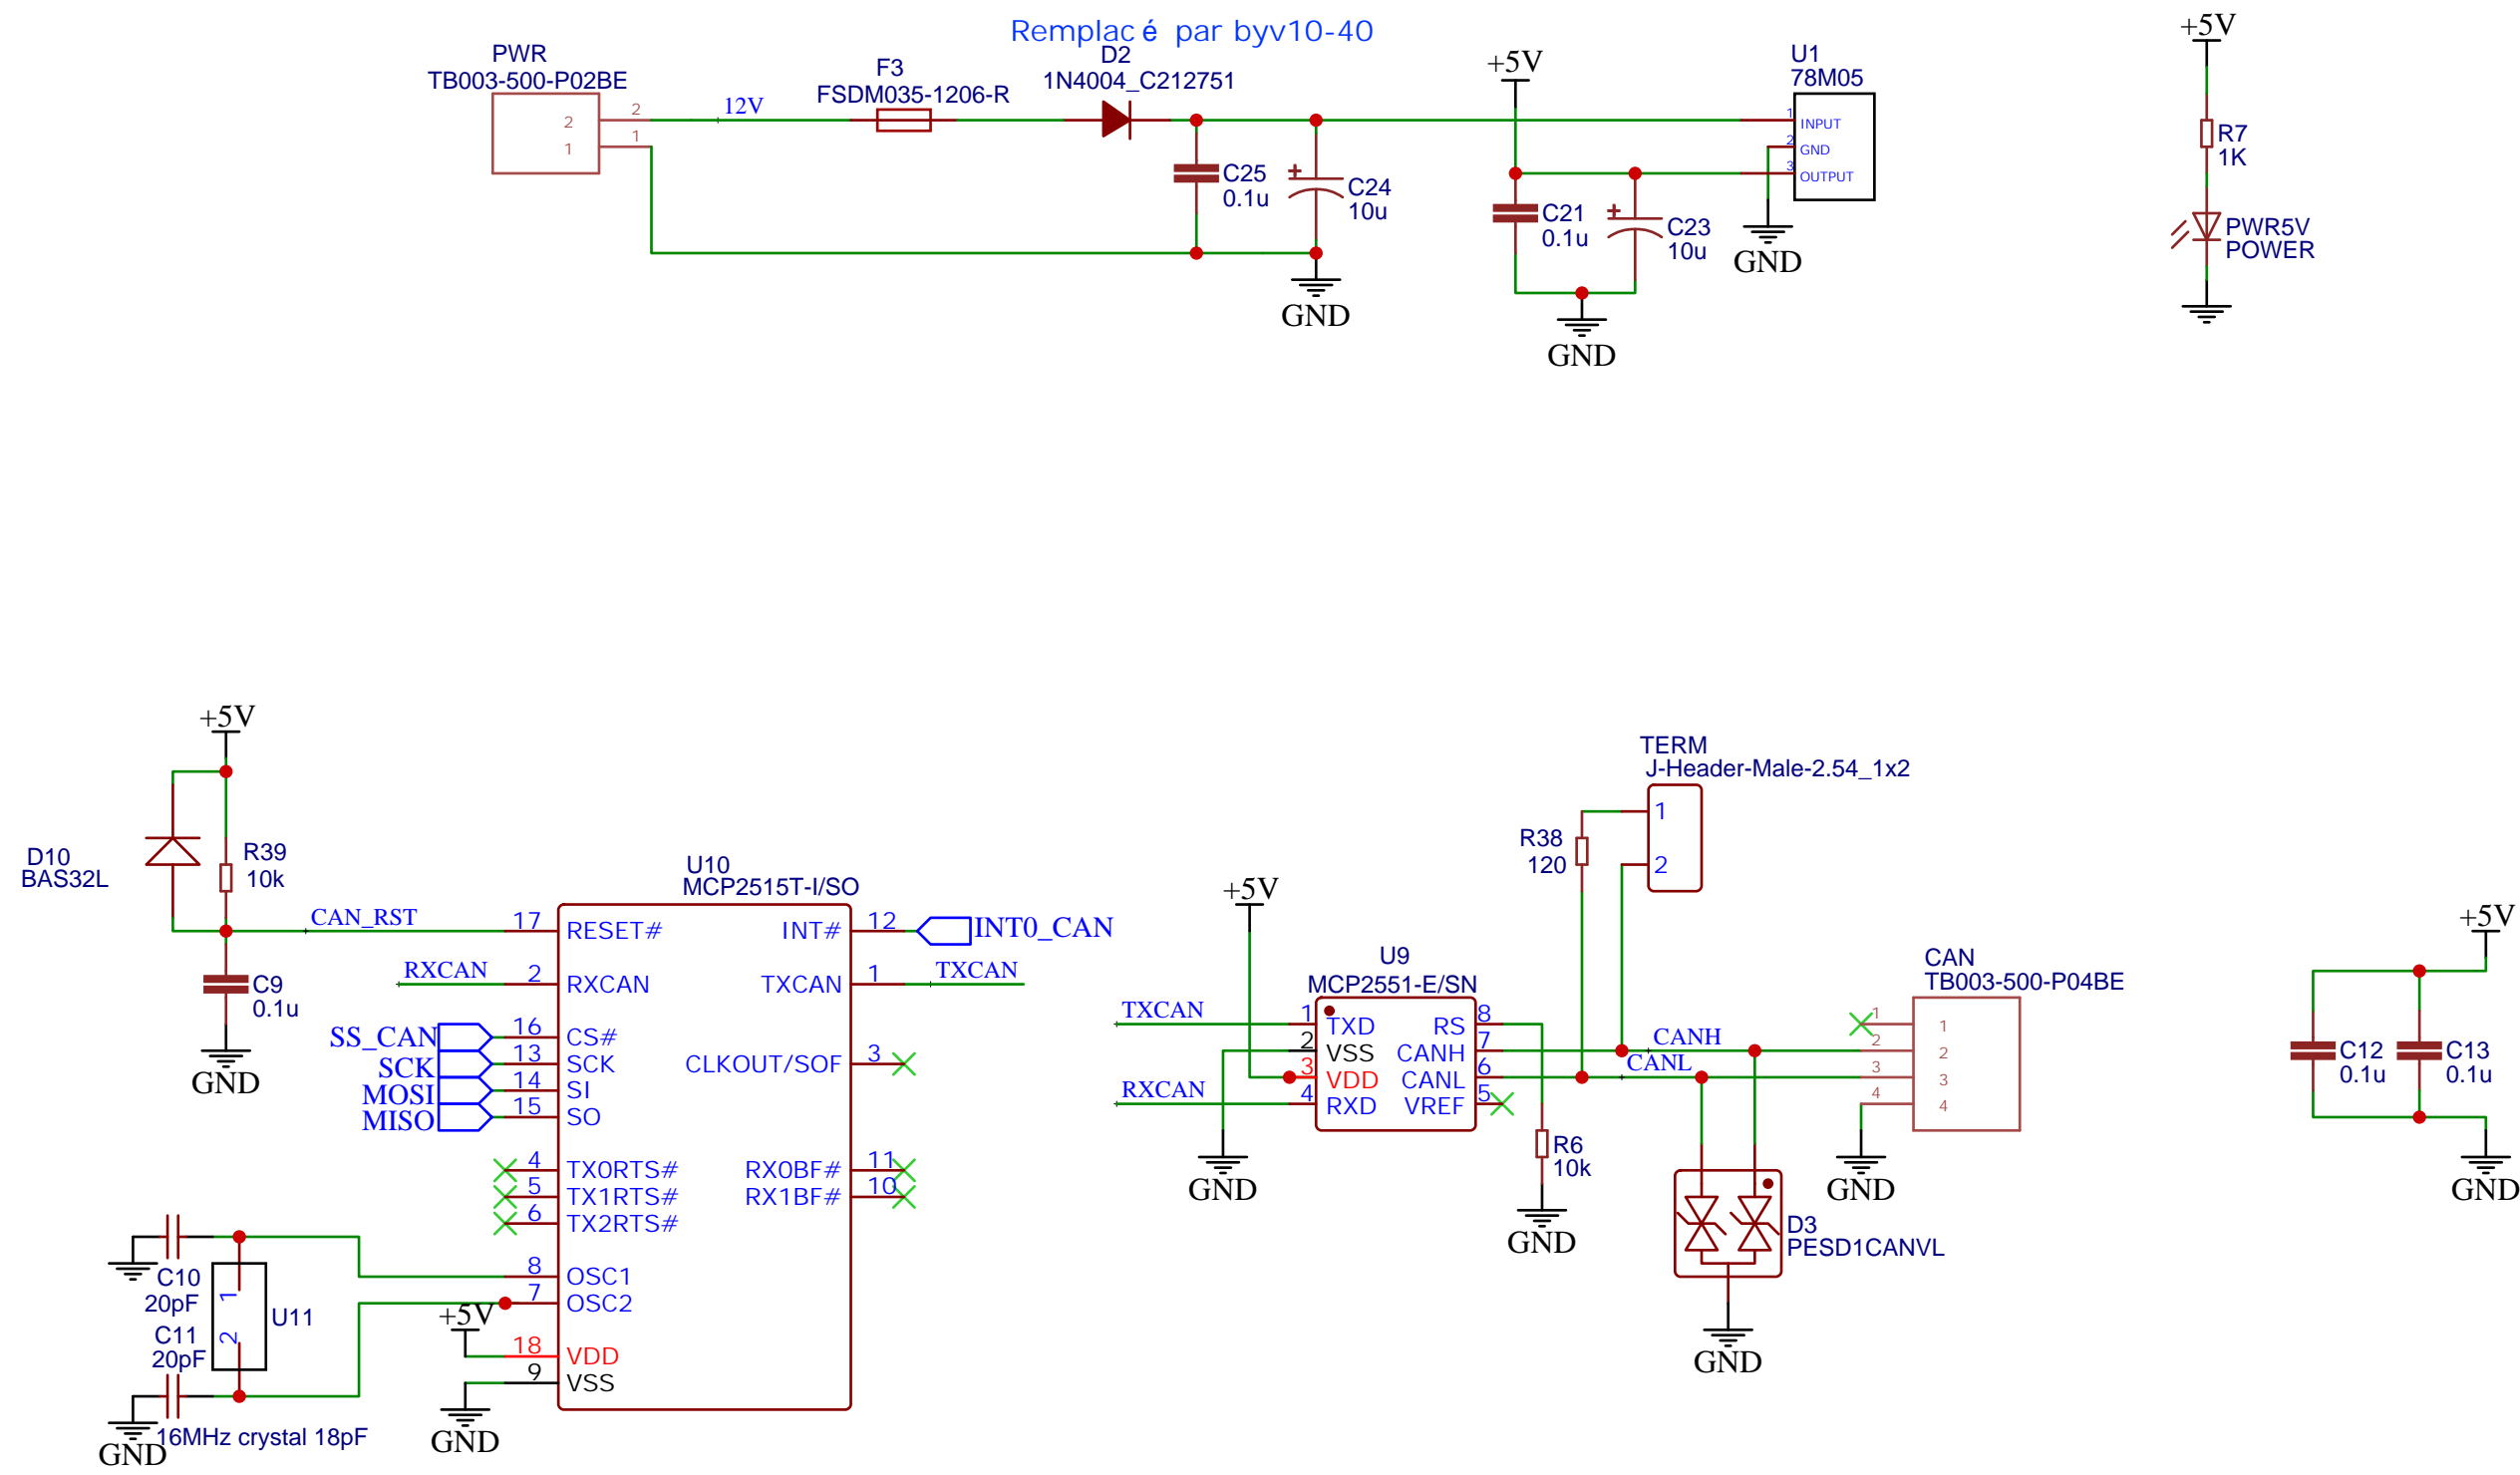 Remplacé par byv10-40
PWR
TB003-500-P02BE
2
1
2
1
12V
F3
FSDM035-1206-R
D2
1N4004_C212751
C25
0.1u
+
C24
10u
GND
+5V
C21
0.1u
+
C23
10u
GND
U1
78M05
1
INPUT
2
GND
3
OUTPUT
GND
+5V
R7
1K
PWR5V
POWER
+5V
D10
BAS32L
R39
10k
CAN_RST
C9
0.1u
GND
RXCAN
SS_CAN
SCK
MOSI
MISO
U10
MCP2515T-I/SO
17 RESET#
2 RXCAN
16 CS#
13 SCK
14 SI
15 SO
4 TX0RTS#
5 TX1RTS#
6 TX2RTS#
8 OSC1
7 OSC2
18 VDD
9 VSS
INT# 12
TXCAN 1
CLKOUT/SOF 3
RX0BF# 11
RX1BF# 10
INT0_CAN
TXCAN
C10
20pF
C11
20pF
1
2
U11
GND
16MHz crystal 18pF
+5V
GND
TERM
J-Header-Male-2.54_1x2
1
2
R38
120
+5V
U9
MCP2551-E/SN
TXCAN
RXCAN
1 TXD
2 VSS
3 VDD
4 RXD
RS 8
CANH 7
CANL 6
VREF 5
GND
CANH
CANL
R6
10k
GND
D3
PESD1CANVL
GND
CAN
TB003-500-P04BE
1 1
2 2
3 3
4 4
GND
+5V
C12
0.1u
C13
0.1u
GND